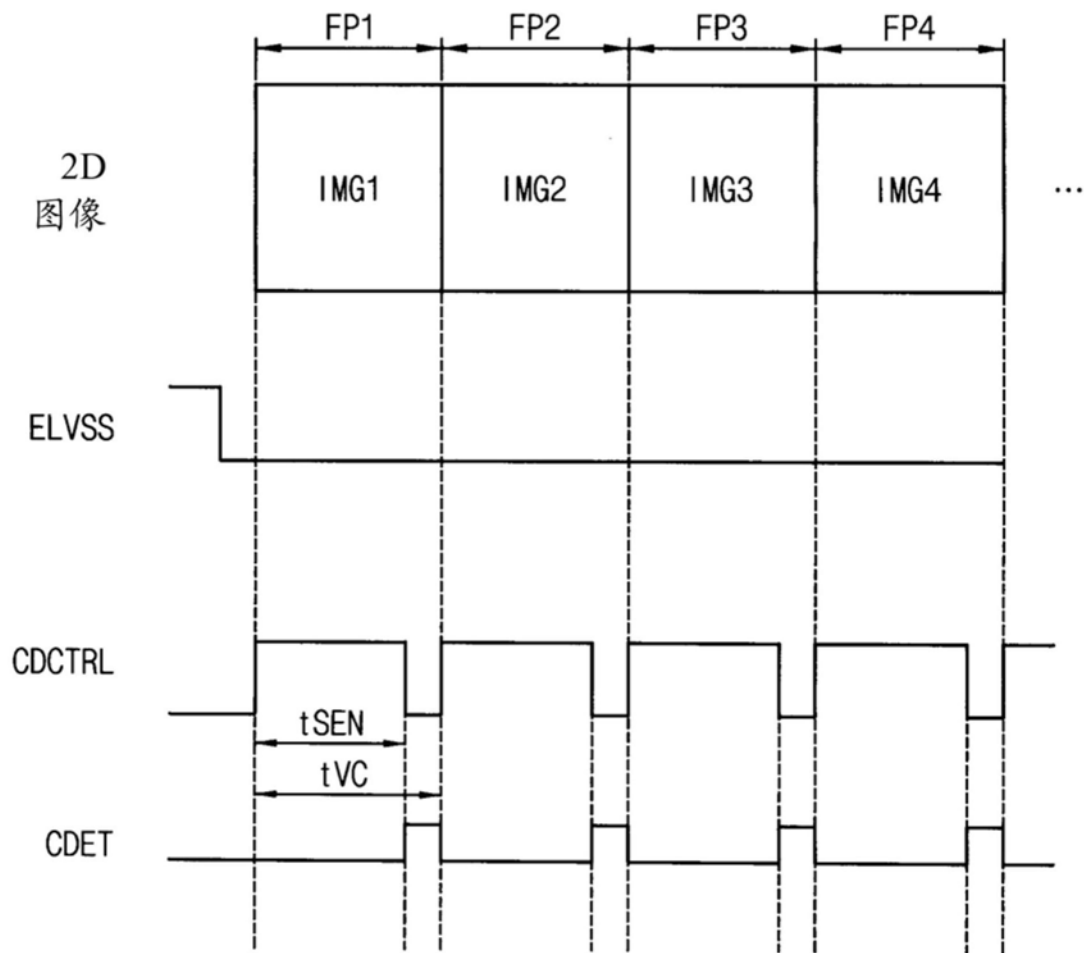 FP1 FP2 FP3 FP4
2D
图像
IMG1 IMG2 IMG3 IMG4 ...
ELVSS
CDCTRL
tSEN
tVC
CDET